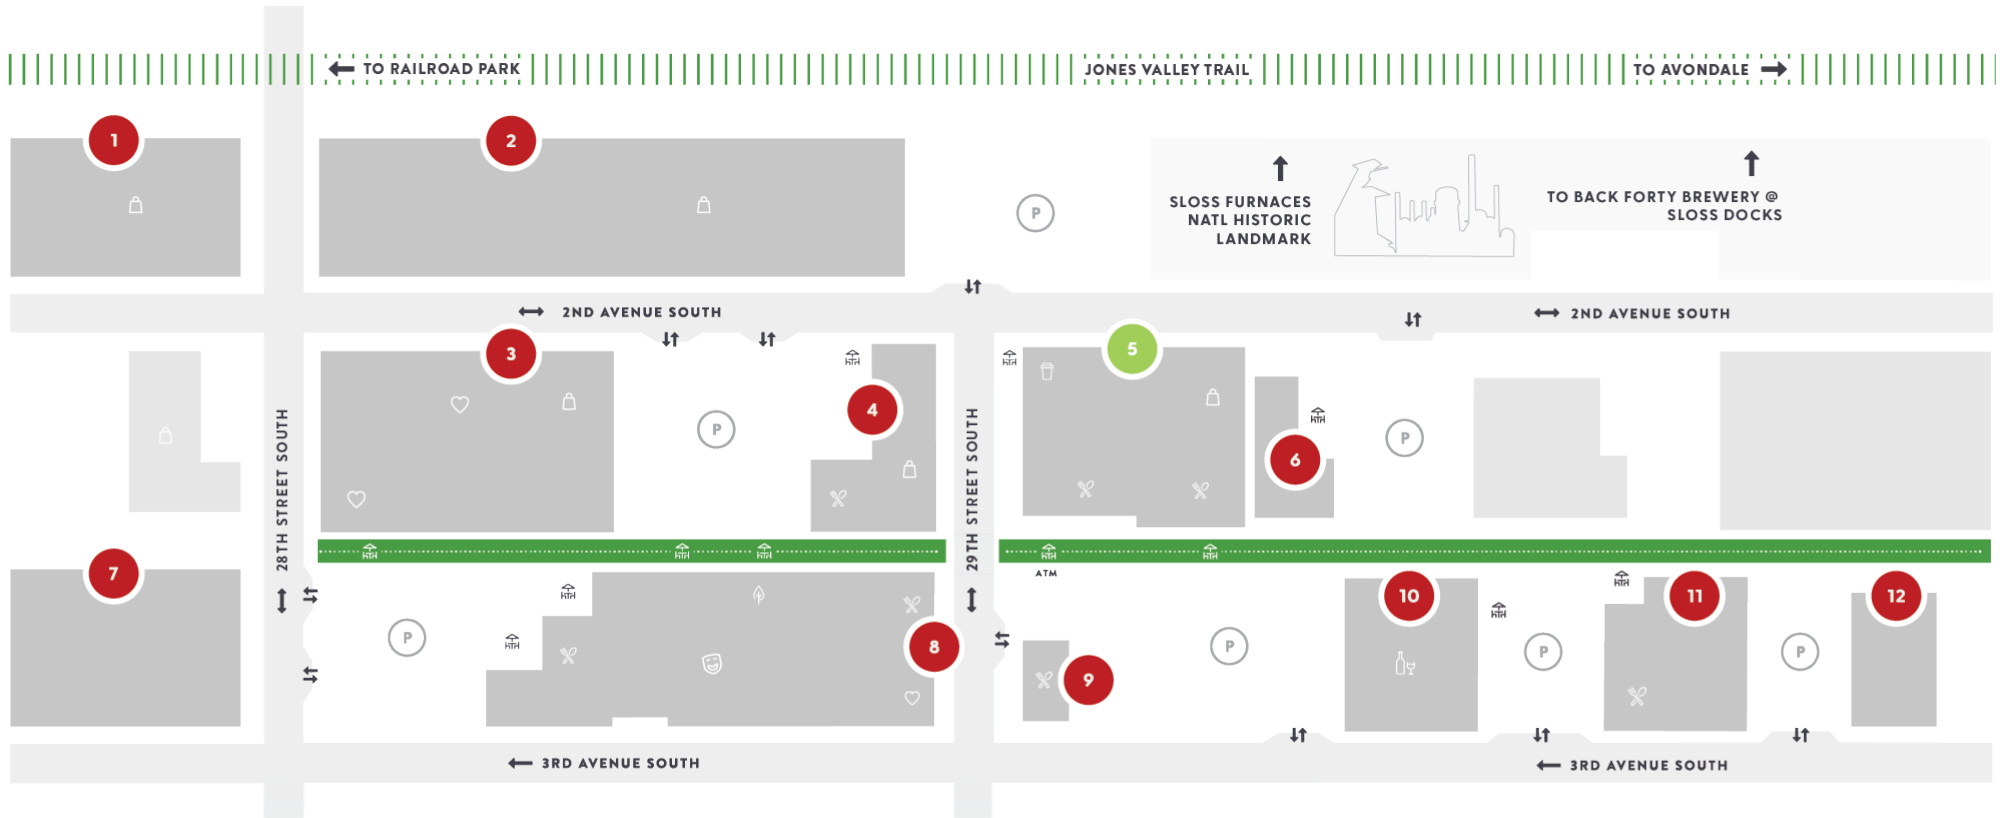 TO RAILROAD PARK
JONES VALLEY TRAIL
TO AVONDALE
1
2
SLOSS FURNACES
NATL HISTORIC
LANDMARK
TO BACK FORTY BREWERY @
SLOSS DOCKS
P
2ND AVENUE SOUTH
2ND AVENUE SOUTH
3
4
5
6
P
P
28TH STREET SOUTH
29TH STREET SOUTH
ATM
7
8
9
10
11
12
P
P
P
P
3RD AVENUE SOUTH
3RD AVENUE SOUTH